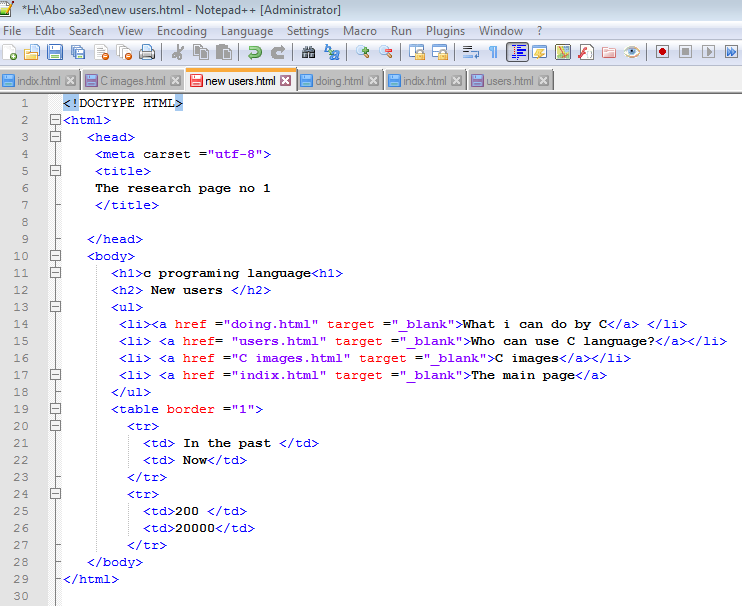 *H:\Abo sa3ed\new users.html - Notepad++ [Administrator]
File Edit Search View Encoding Language Settings Macro Run Plugins Window ?
indix.html C images.html new users.html doing.html indix.html users.html
1 <!DOCTYPE HTML>
2 <html>
3 <head>
4 <meta carset ="utf-8">
5 <title>
6 The research page no 1
7 </title>
8
9 </head>
10 <body>
11 <h1>c programing language<h1>
12 <h2> New users </h2>
13 <ul>
14 <li><a href ="doing.html" target ="_blank">What i can do by C</a> </li>
15 <li> <a href= "users.html" target ="_blank">Who can use C language?</a></li>
16 <li> <a href ="C images.html" target ="_blank">C images</a></li>
17 <li> <a href ="indix.html" target ="_blank">The main page</a>
18 </ul>
19 <table border ="1">
20 <tr>
21 <td> In the past </td>
22 <td> Now</td>
23 </tr>
24 <tr>
25 <td>200 </td>
26 <td>20000</td>
27 </tr>
28 </body>
29 </html>
30